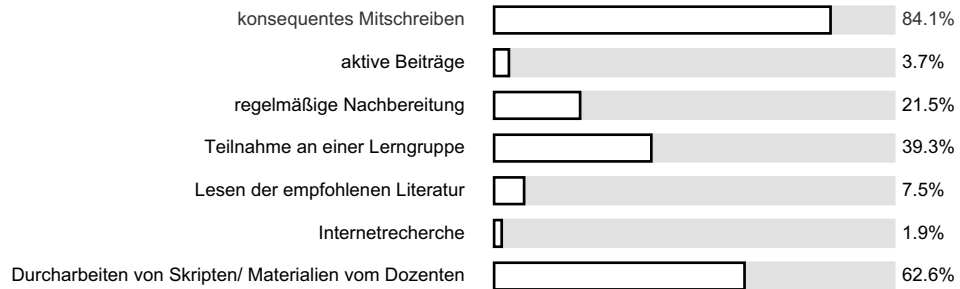 konsequentes Mitschreiben 84.1%
aktive Beiträge 3.7%
regelmäßige Nachbereitung 21.5%
Teilnahme an einer Lerngruppe 39.3%
Lesen der empfohlenen Literatur 7.5%
Internetrecherche 1.9%
Durcharbeiten von Skripten/ Materialien vom Dozenten 62.6%